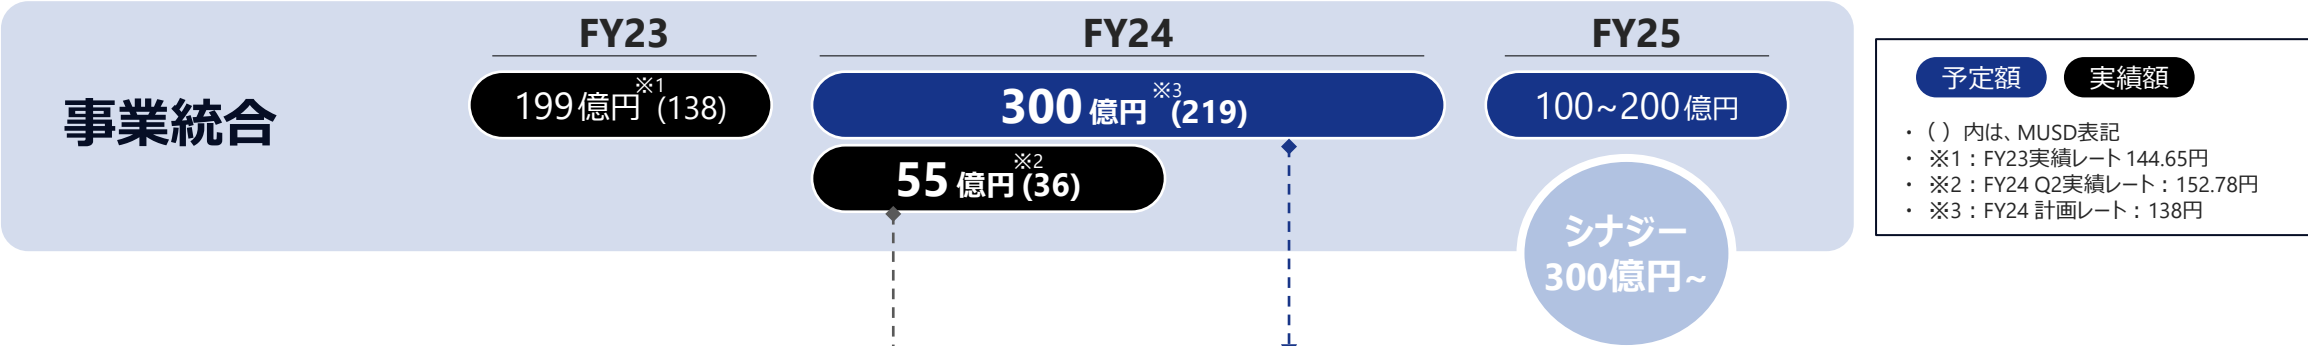 FY23
FY24
FY25
事業統合
199億円※1(138)
300億円※3(219)
100~200億円
55億円※2(36)
シナジー
300億円~
予定額
実績額
・ ( ) 内は、MUSD表記
・ ※1：FY23実績レート 144.65円
・ ※2：FY24 Q2実績レート：152.78円
・ ※3：FY24 計画レート：138円